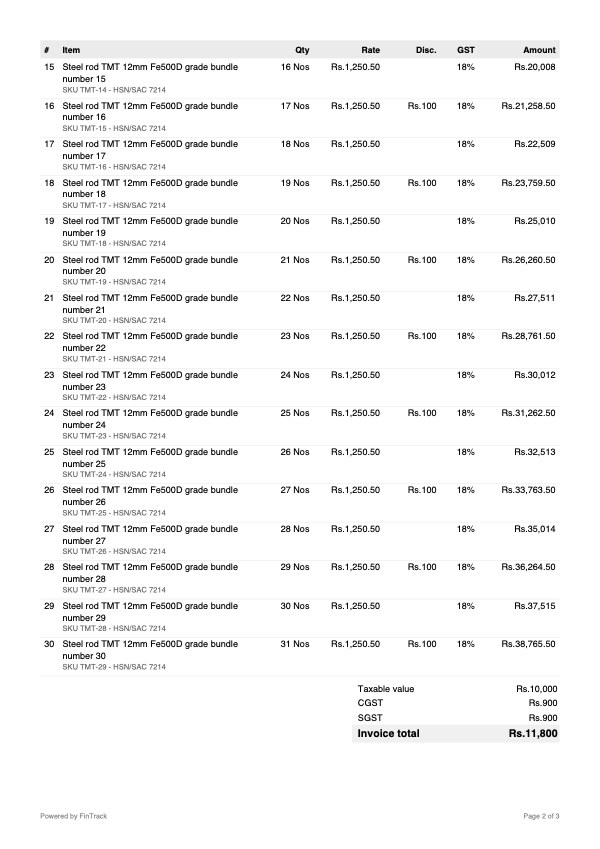 # Item Qty Rate Disc. GST Amount
15 Steel rod TMT 12mm Fe500D grade bundle 16 Nos Rs.1,250.50 18% Rs.20,008
number 15
SKU TMT-14 - HSN/SAC 7214
16 Steel rod TMT 12mm Fe500D grade bundle 17 Nos Rs.1,250.50 Rs.100 18% Rs.21,258.50
number 16
SKU TMT-15 - HSN/SAC 7214
17 Steel rod TMT 12mm Fe500D grade bundle 18 Nos Rs.1,250.50 18% Rs.22,509
number 17
SKU TMT-16 - HSN/SAC 7214
18 Steel rod TMT 12mm Fe500D grade bundle 19 Nos Rs.1,250.50 Rs.100 18% Rs.23,759.50
number 18
SKU TMT-17 - HSN/SAC 7214
19 Steel rod TMT 12mm Fe500D grade bundle 20 Nos Rs.1,250.50 18% Rs.25,010
number 19
SKU TMT-18 - HSN/SAC 7214
20 Steel rod TMT 12mm Fe500D grade bundle 21 Nos Rs.1,250.50 Rs.100 18% Rs.26,260.50
number 20
SKU TMT-19 - HSN/SAC 7214
21 Steel rod TMT 12mm Fe500D grade bundle 22 Nos Rs.1,250.50 18% Rs.27,511
number 21
SKU TMT-20 - HSN/SAC 7214
22 Steel rod TMT 12mm Fe500D grade bundle 23 Nos Rs.1,250.50 Rs.100 18% Rs.28,761.50
number 22
SKU TMT-21 - HSN/SAC 7214
23 Steel rod TMT 12mm Fe500D grade bundle 24 Nos Rs.1,250.50 18% Rs.30,012
number 23
SKU TMT-22 - HSN/SAC 7214
24 Steel rod TMT 12mm Fe500D grade bundle 25 Nos Rs.1,250.50 Rs.100 18% Rs.31,262.50
number 24
SKU TMT-23 - HSN/SAC 7214
25 Steel rod TMT 12mm Fe500D grade bundle 26 Nos Rs.1,250.50 18% Rs.32,513
number 25
SKU TMT-24 - HSN/SAC 7214
26 Steel rod TMT 12mm Fe500D grade bundle 27 Nos Rs.1,250.50 Rs.100 18% Rs.33,763.50
number 26
SKU TMT-25 - HSN/SAC 7214
27 Steel rod TMT 12mm Fe500D grade bundle 28 Nos Rs.1,250.50 18% Rs.35,014
number 27
SKU TMT-26 - HSN/SAC 7214
28 Steel rod TMT 12mm Fe500D grade bundle 29 Nos Rs.1,250.50 Rs.100 18% Rs.36,264.50
number 28
SKU TMT-27 - HSN/SAC 7214
29 Steel rod TMT 12mm Fe500D grade bundle 30 Nos Rs.1,250.50 18% Rs.37,515
number 29
SKU TMT-28 - HSN/SAC 7214
30 Steel rod TMT 12mm Fe500D grade bundle 31 Nos Rs.1,250.50 Rs.100 18% Rs.38,765.50
number 30
SKU TMT-29 - HSN/SAC 7214
Taxable value Rs.10,000
CGST Rs.900
SGST Rs.900
Invoice total Rs.11,800
Powered by FinTrack Page 2 of 3